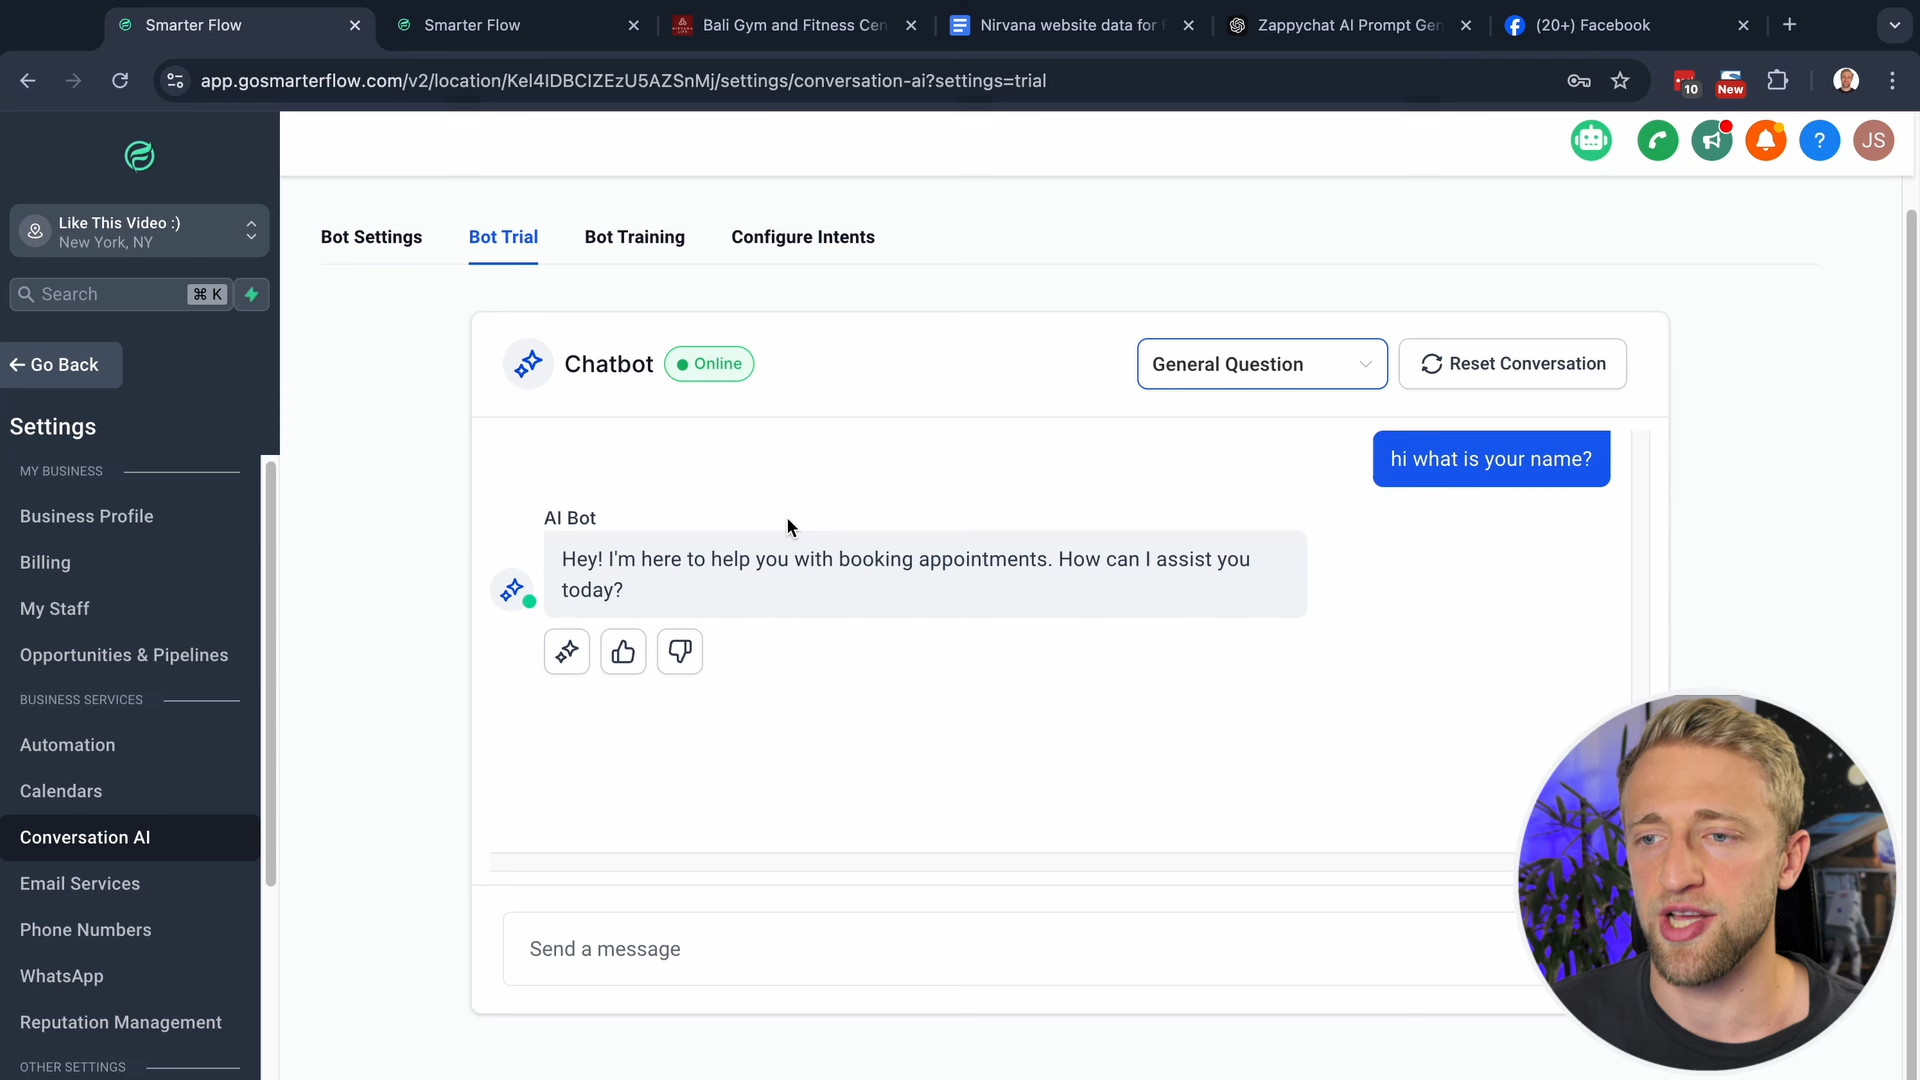 Smarter Flow
Smarter Flow
Bali Gym and Fitness Cen
Nirvana website data for
Zappychat AI Prompt Gen
(20+) Facebook
app.gosmarterflow.com/v2/location/Kel4IDBCIZEzU5AZSnMj/settings/conversation-ai?settings=trial
10
New
?
JS
Like This Video :)
New York, NY
Search
⌘ K
Go Back
Settings
MY BUSINESS
Business Profile
Billing
My Staff
Opportunities & Pipelines
BUSINESS SERVICES
Automation
Calendars
Conversation AI
Email Services
Phone Numbers
WhatsApp
Reputation Management
OTHER SETTINGS
Bot Settings
Bot Trial
Bot Training
Configure Intents
Chatbot
Online
General Question
Reset Conversation
hi what is your name?
AI Bot
Hey! I'm here to help you with booking appointments. How can I assist you
today?
Send a message